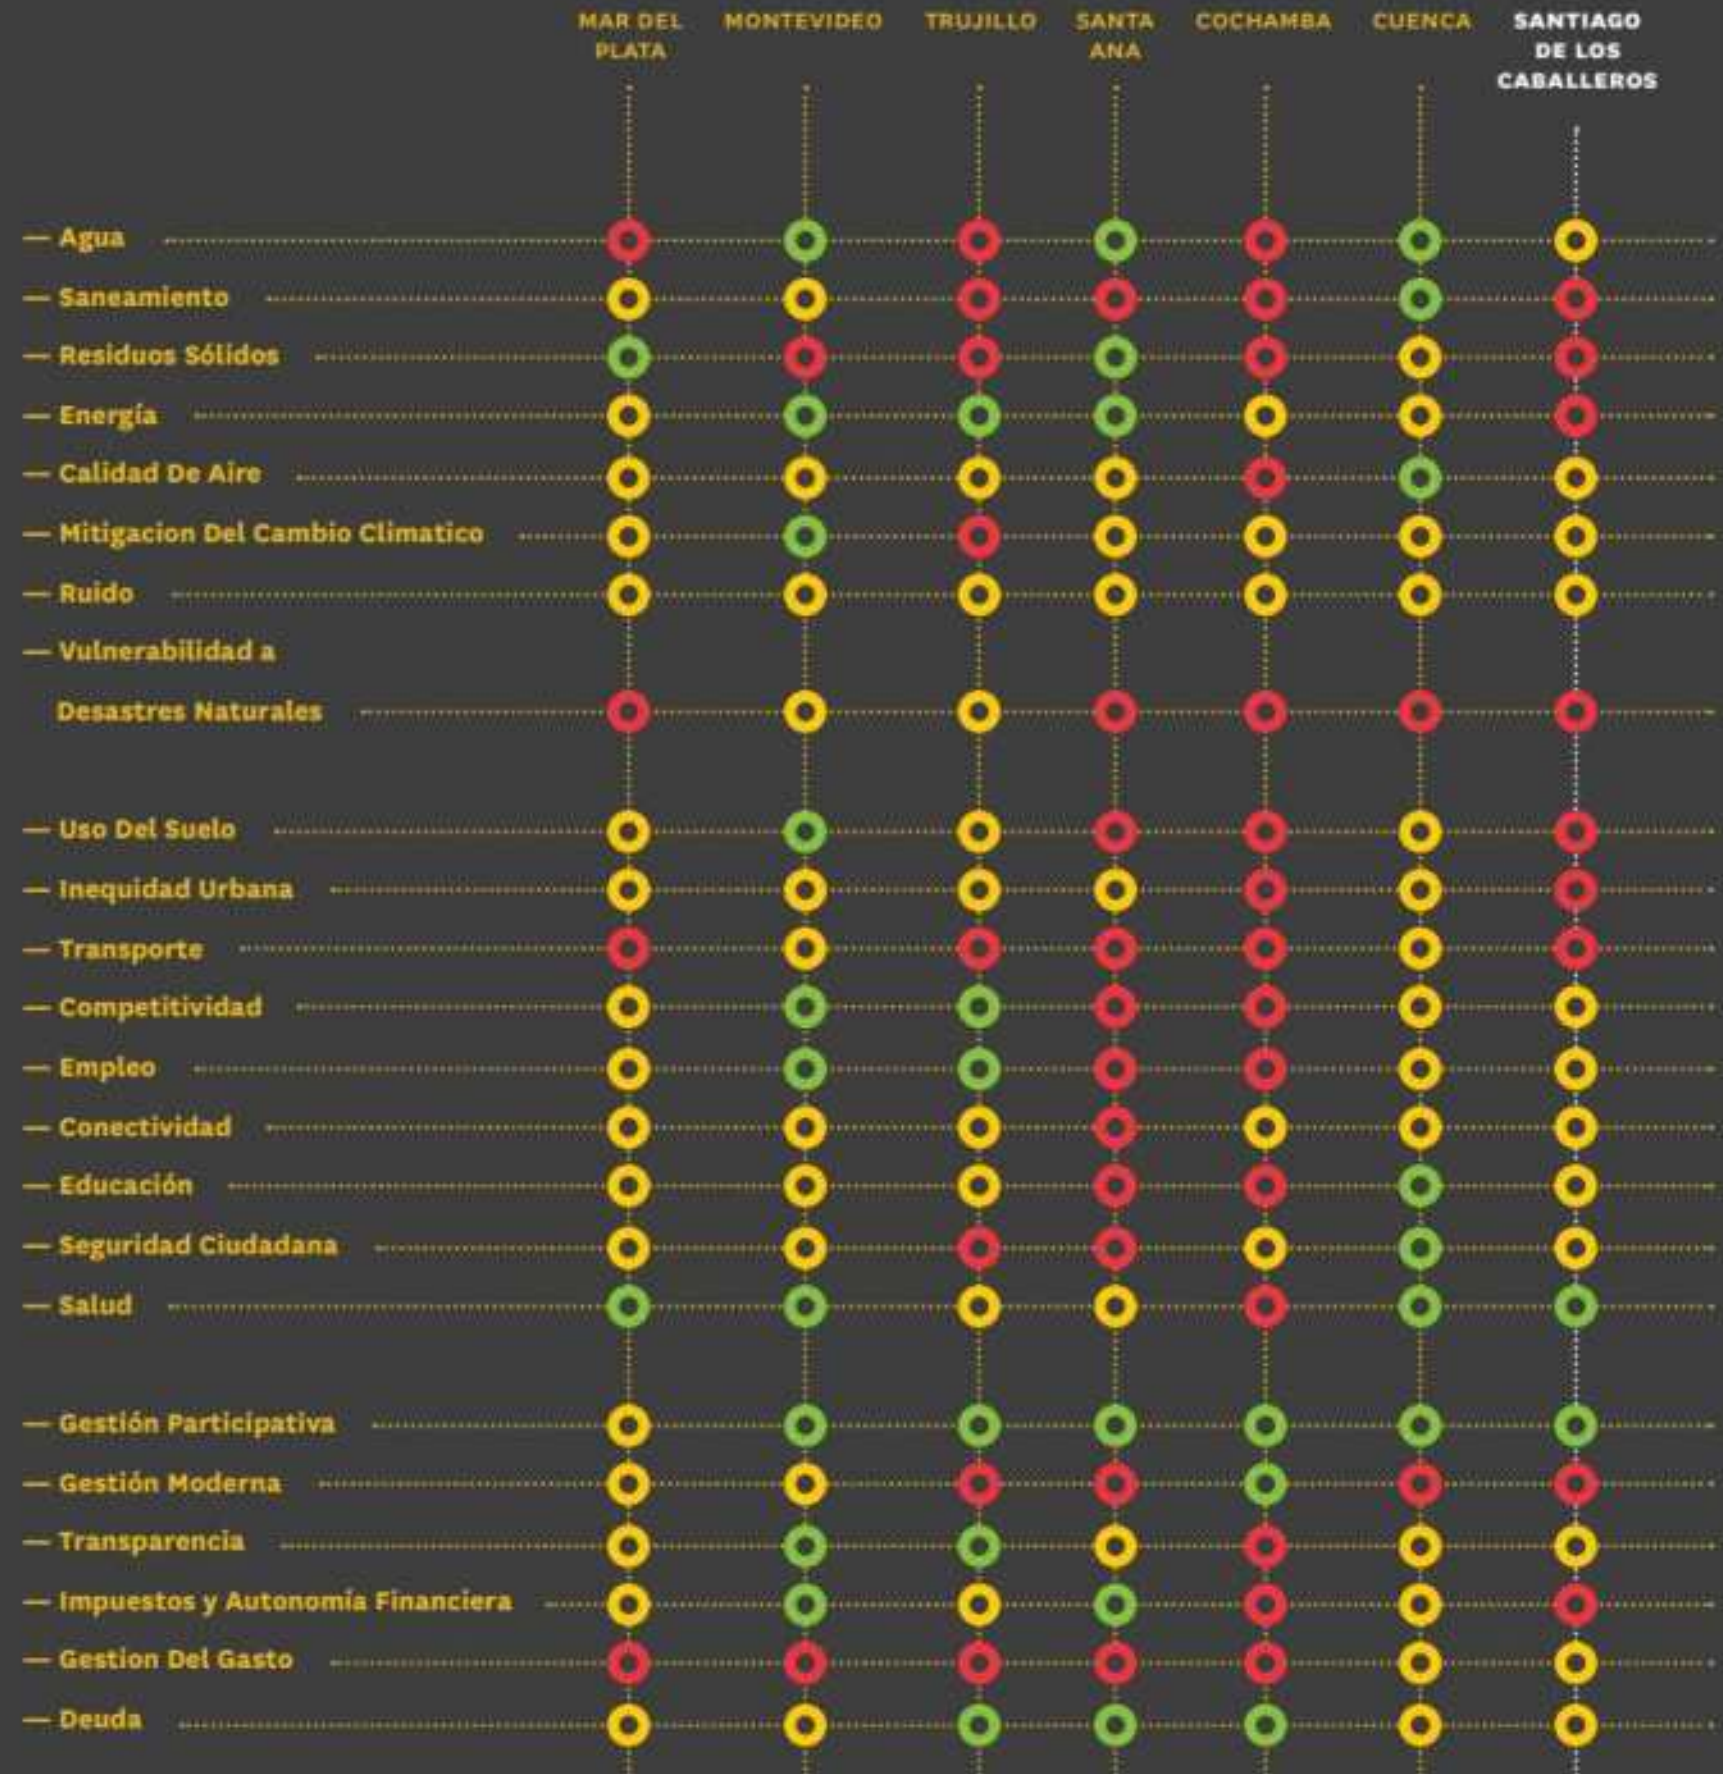 MAR DEL
PLATA
MONTEVIDEO
TRUJILLO
SANTA
ANA
COCHAMBA
CUENCA
SANTIAGO
DE LOS
CABALLEROS
— Agua
— Saneamiento
— Residuos Sólidos
— Energía
— Calidad De Aire
— Mitigacion Del Cambio Climatico
— Ruido
— Vulnerabilidad a
Desastres Naturales
— Uso Del Suelo
— Inequidad Urbana
— Transporte
— Competitividad
— Empleo
— Conectividad
— Educación
— Seguridad Ciudadana
— Salud
— Gestión Participativa
— Gestión Moderna
— Transparencia
— Impuestos y Autonomía Financiera
— Gestion Del Gasto
— Deuda